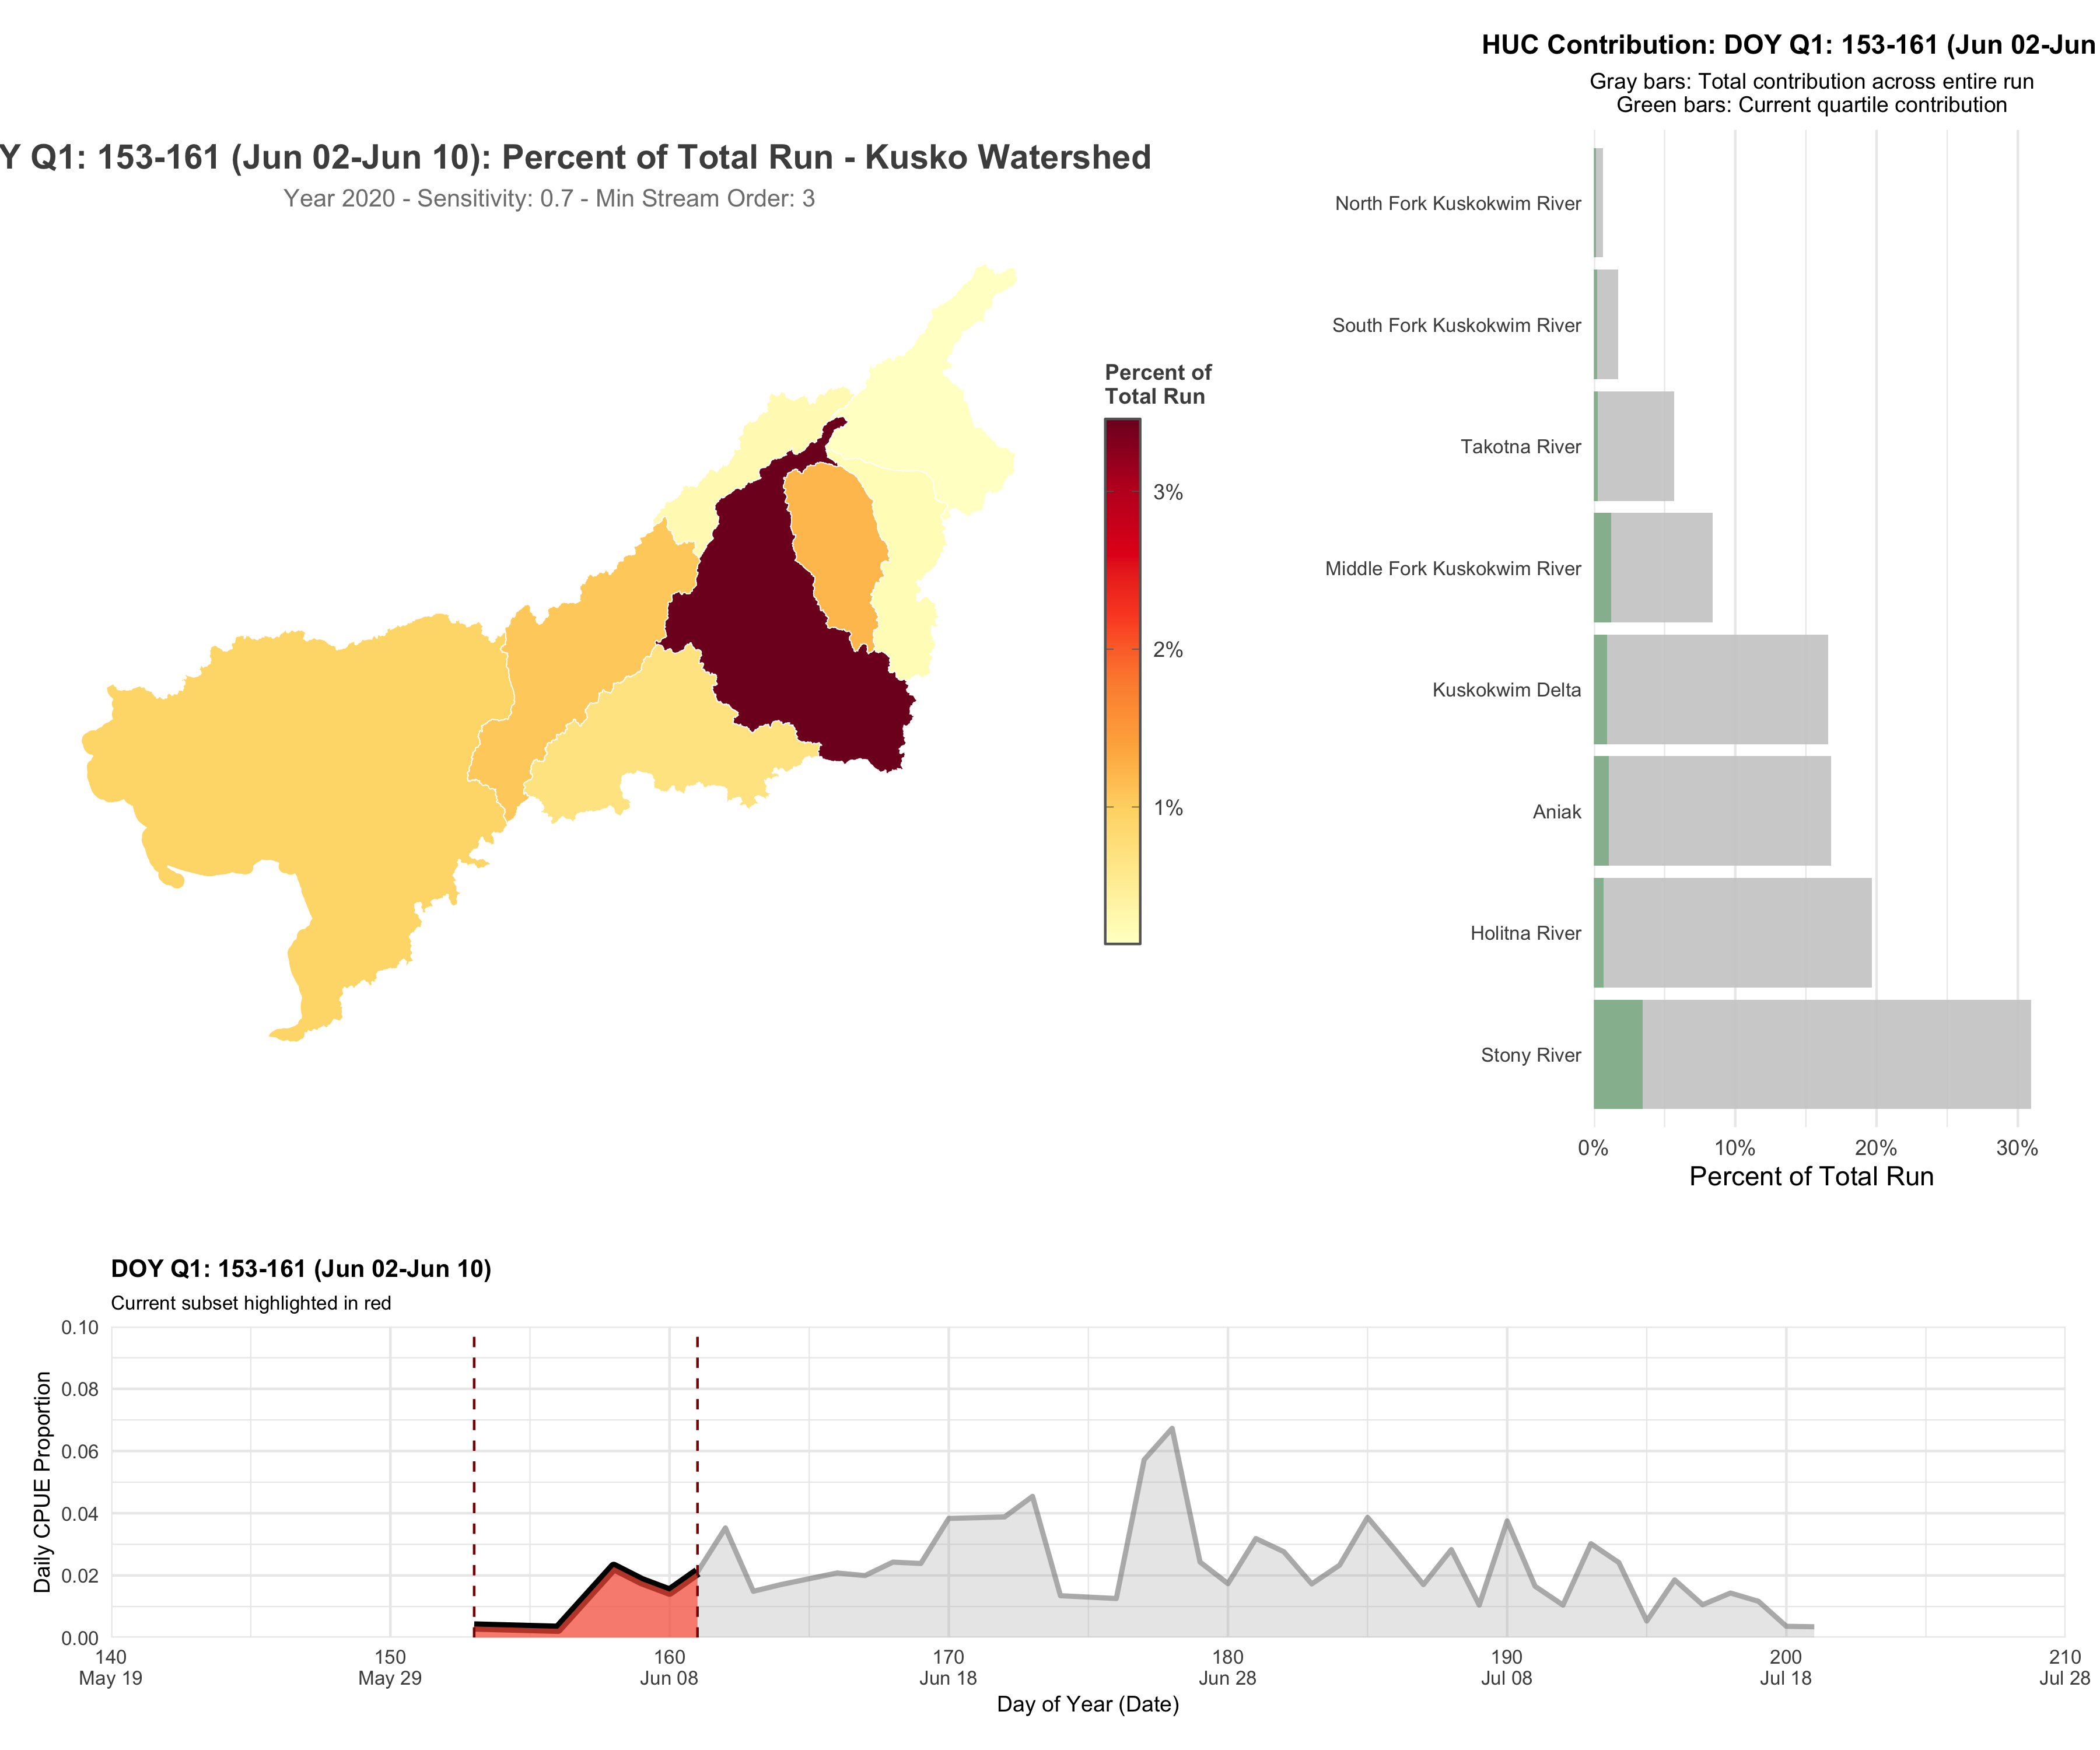 Y Q1: 153-161 (Jun 02-Jun 10): Percent of Total Run - Kusko Watershed
Year 2020 - Sensitivity: 0.7 - Min Stream Order: 3
Percent of
Total Run
3%
2%
1%
HUC Contribution: DOY Q1: 153-161 (Jun 02-Jun
Gray bars: Total contribution across entire run
Green bars: Current quartile contribution
North Fork Kuskokwim River
South Fork Kuskokwim River
Takotna River
Middle Fork Kuskokwim River
Kuskokwim Delta
Aniak
Holitna River
Stony River
0% 10% 20% 30%
Percent of Total Run
DOY Q1: 153-161 (Jun 02-Jun 10)
Current subset highlighted in red
Daily CPUE Proportion
0.10
0.08
0.06
0.04
0.02
0.00
140 150 160 170 180 190 200 210
May 19 May 29 Jun 08 Jun 18 Jun 28 Jul 08 Jul 18 Jul 28
Day of Year (Date)